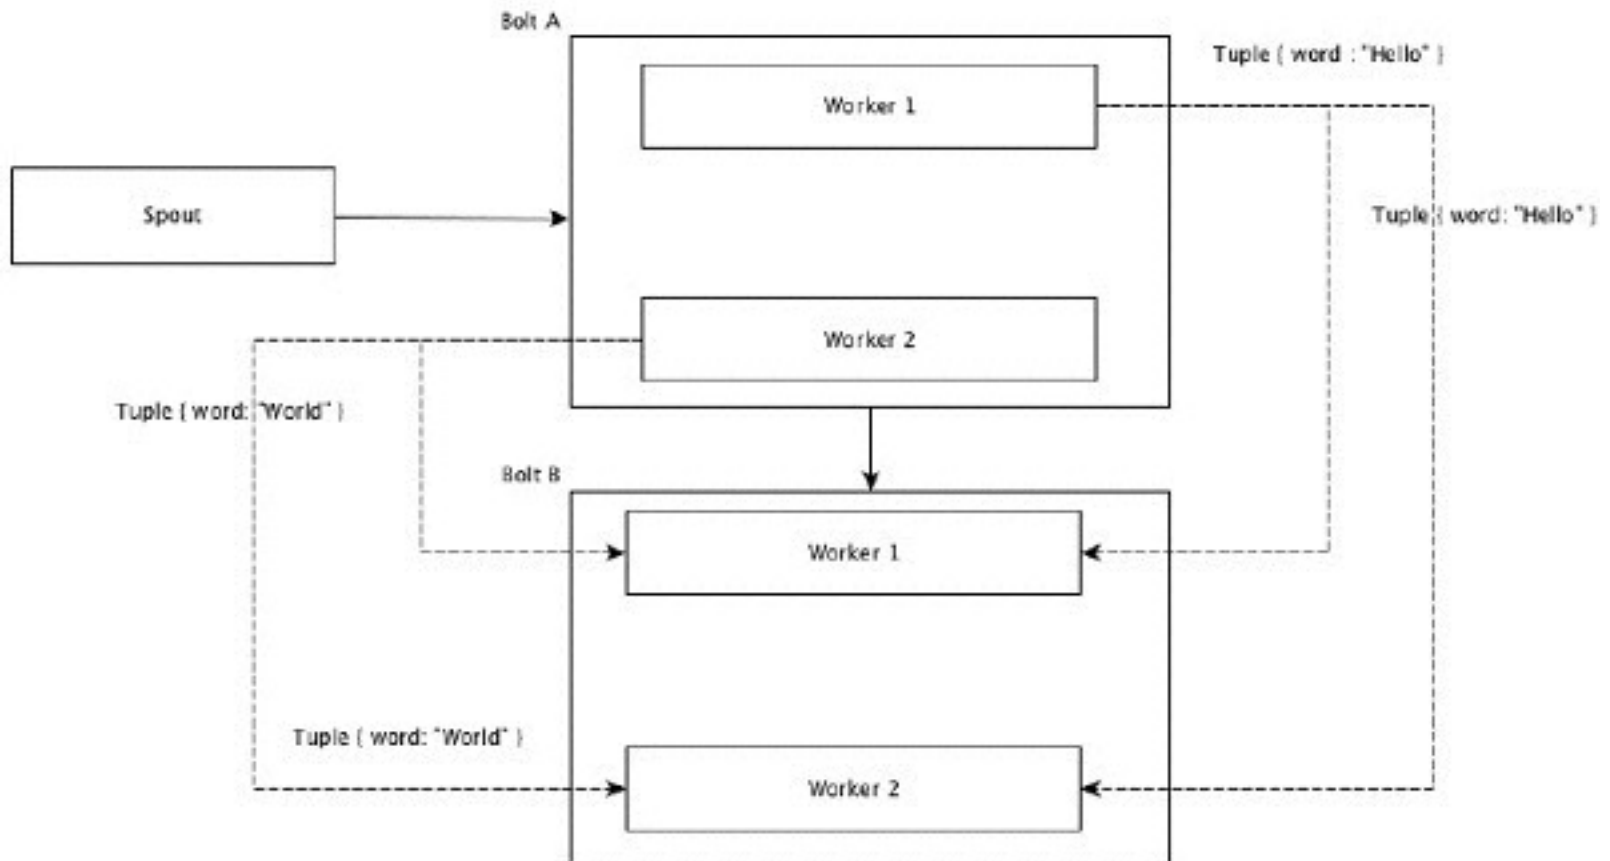 Bolt A
Tuple { word : "Hello" }
Worker 1
Spout
Tuple { word: "Hello" }
Worker 2
Tuple { word: "World" }
Bolt B
Worker 1
Tuple { word: "World" }
Worker 2